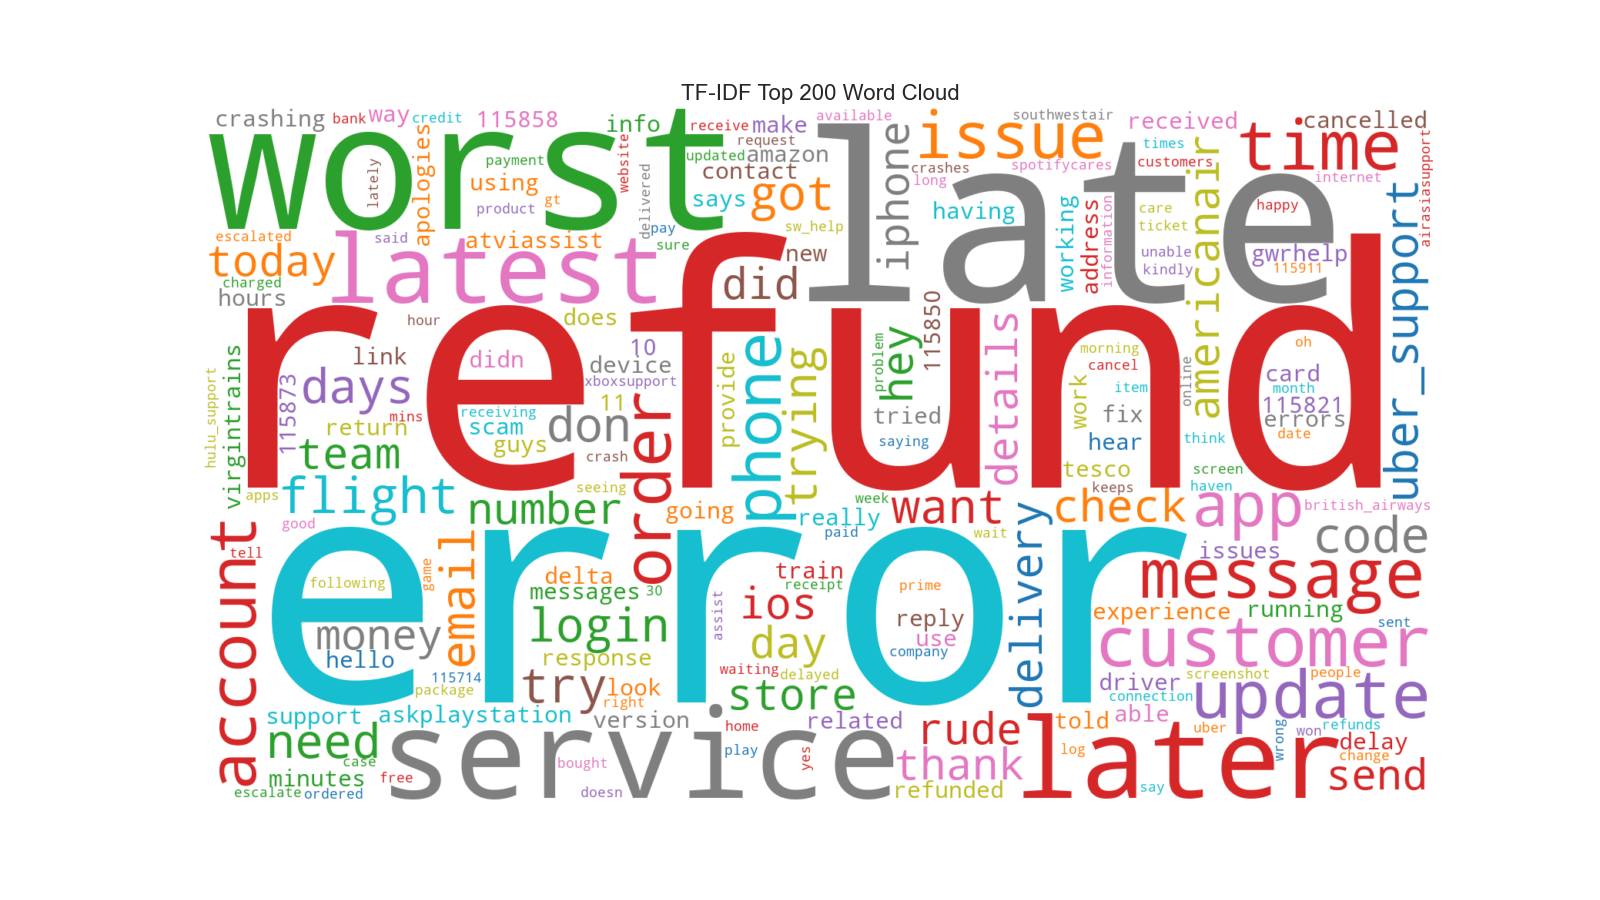 TF-IDF Top 200 Word Cloud
crashing
bank
way
credit
115858
info
receive
make
available
southwestair
received
cancelled
worst
late
issue
time
apologies
payment
using
gt
product
lately
website
delivered
updated
request
amazon
contact
says
got
iphone
crashes
long
spotifycares
times
customers
internet
airasiasupport
escalated
said
atviassist
pay
sure
sw_help
new
having
working
address
information
care
ticket
unable
kindly
happy
gwrhelp
115911
today
latest
did
charged
hours
hour
does
americanair
uber_support
refund
virgintrains
link
didn
10
device
xboxsupport
115873
days
mins
11
return
receiving
scam
guys
don
crash
hulu_support
team
order
provide
phone
trying
problem
hey
115850
tried
saying
details
morning
cancel
item
work
fix
hear
online
oh
card
month
115821
errors
date
think
tesco
keeps
screen
haven
apps
flight
seeing
number
going
really
week
paid
want
wait
check
app
british_airways
good
code
account
tell
error
following
game
email
delta
messages
30
train
receipt
ios
assist
prime
reply
use
delivery
issues
message
experience
running
sent
money
hello
login
day
response
company
customer
115714
package
try
look
right
waiting
delayed
store
driver
connection
screenshot
people
update
support
askplaystation
version
home
related
able
told
uber
refunds
won
wrong
need
case
service
play
yes
rude
log
later
delay
change
minutes
free
bought
thank
send
escalate
ordered
doesn
refunded
say